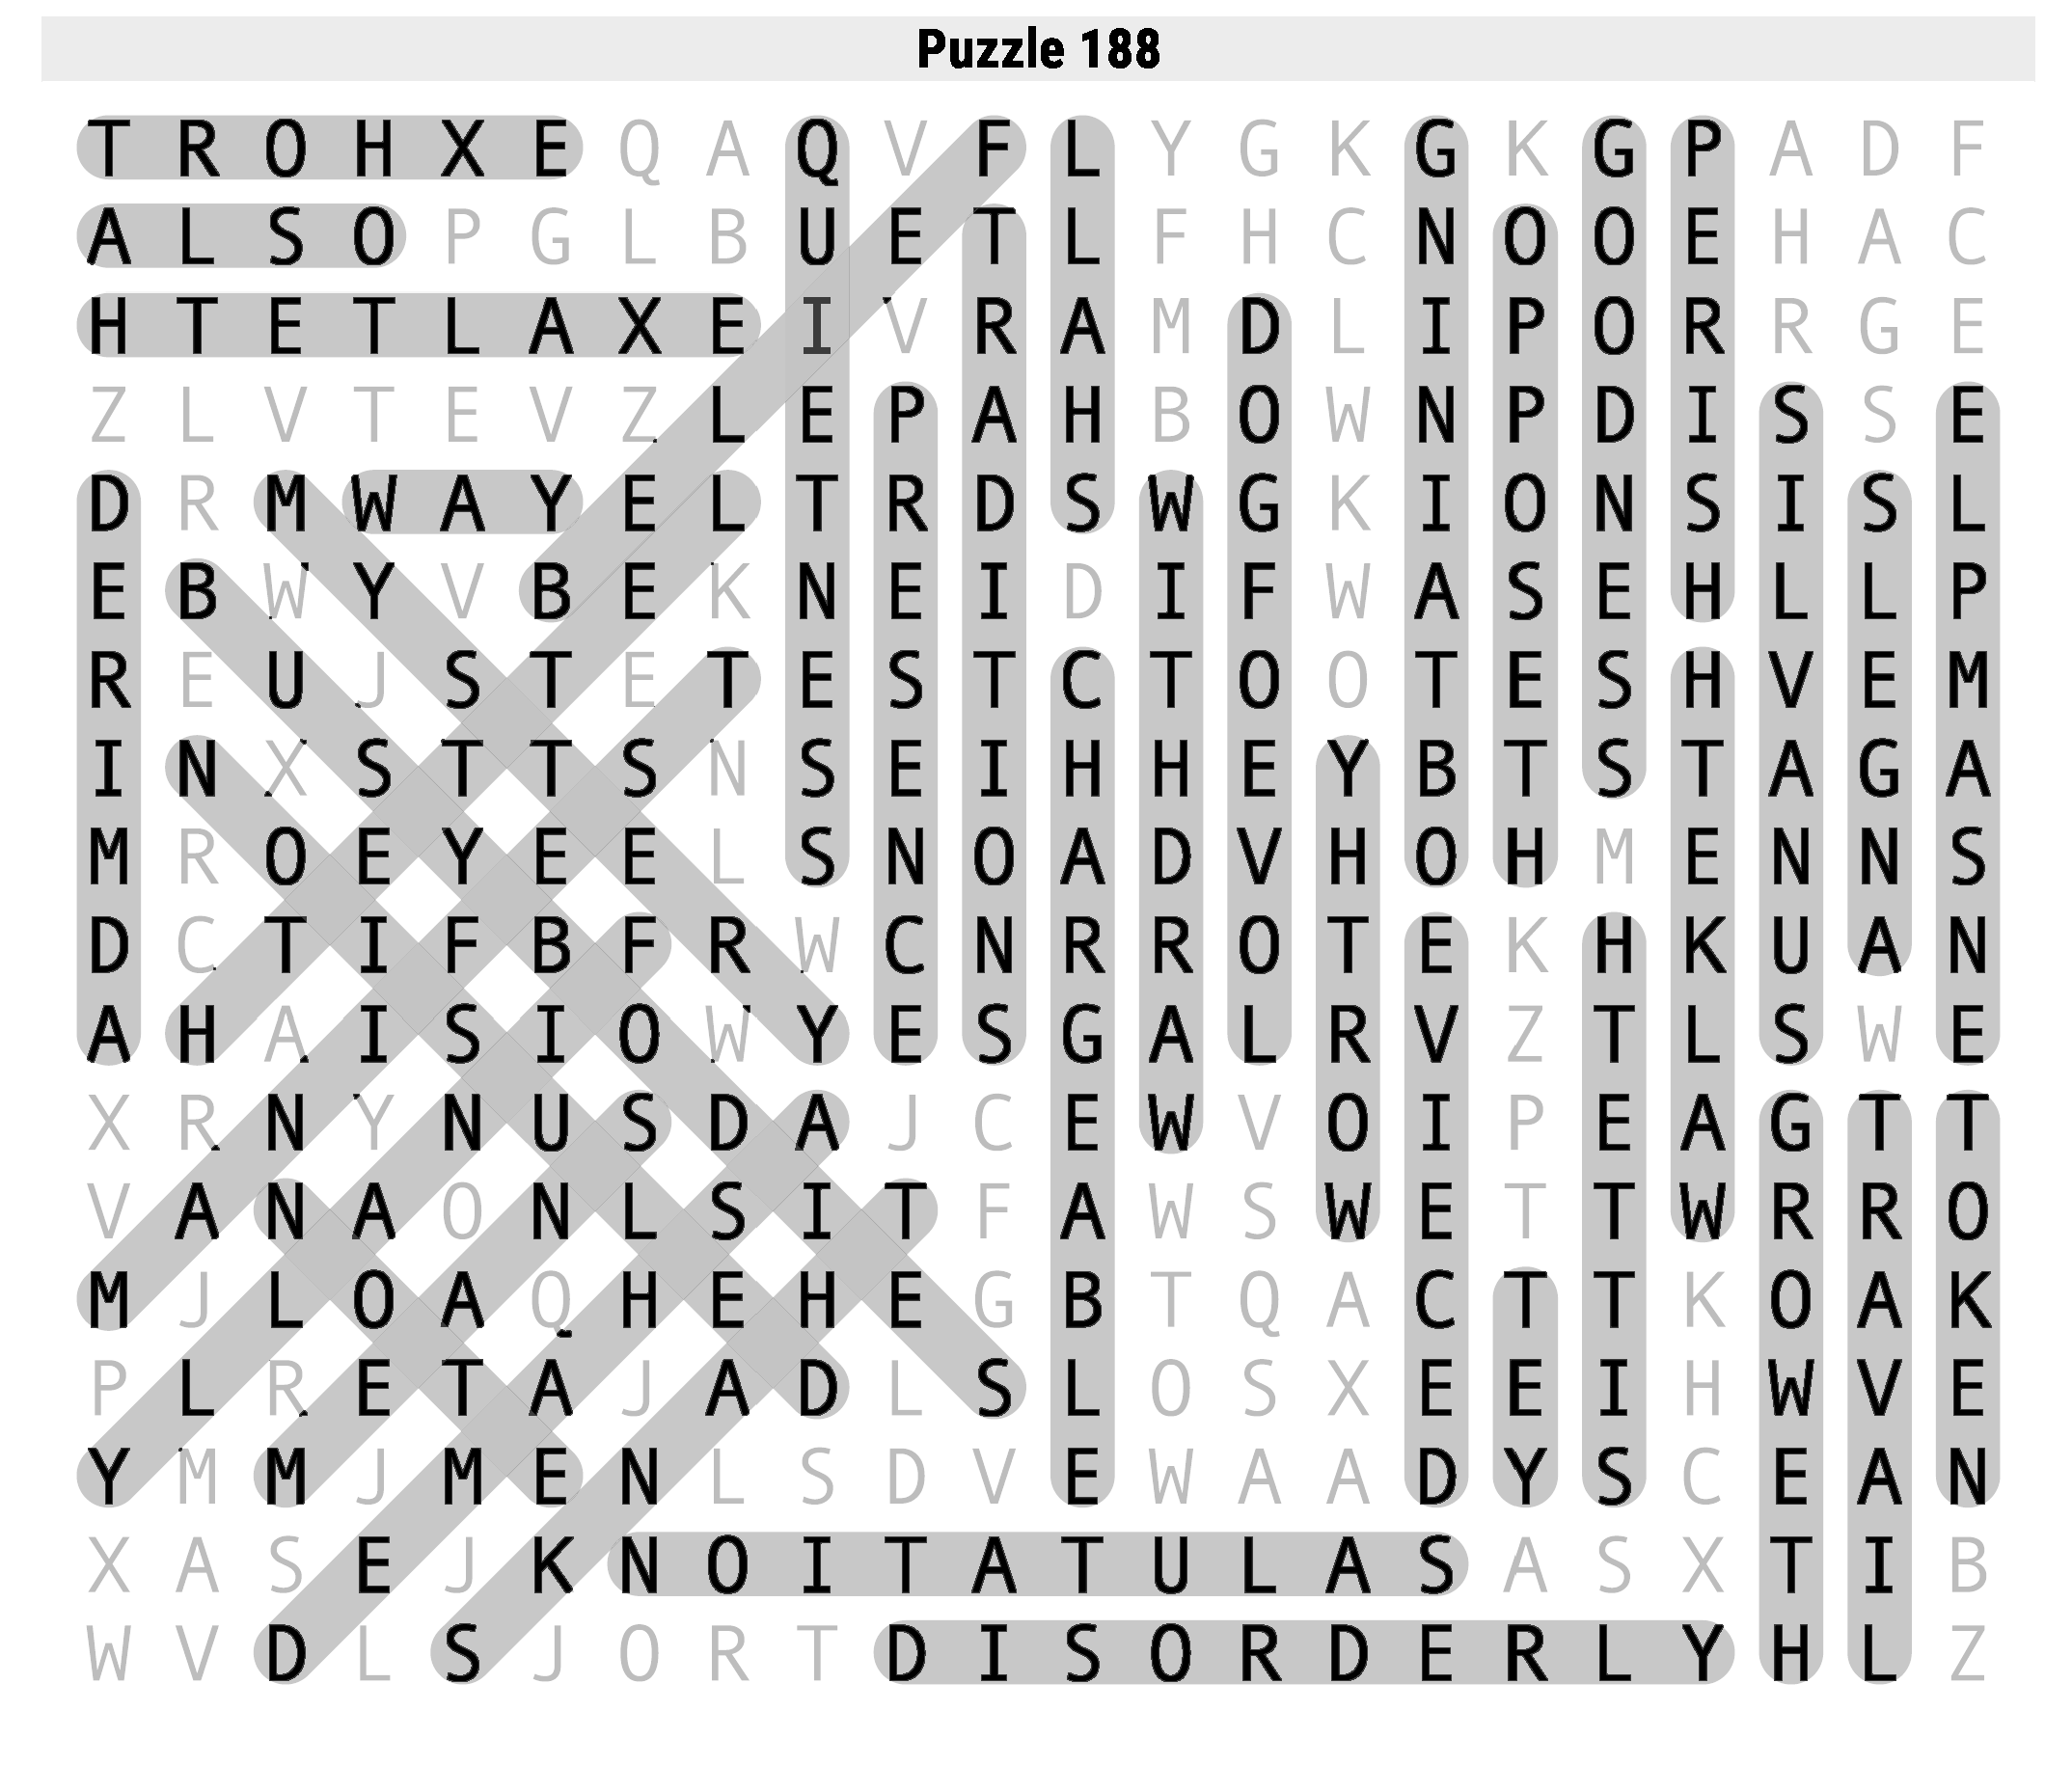 Puzzle 188
T R O H X E Q A Q V F L Y G K G K G P A D F
A L S O P G L B U E T L F H C N O O E H A C
H T E T L A X E I V R A M D L I P O R R G E
Z L V T E V Z L E P A H B O W N P D I S S E
D R M W A Y E L T R D S W G K I O N S I S L
E B W Y V B E K N E I D I F W A S E H L L P
R E U J S T E T E S T C T O O T E S H V E M
I N X S T T S N S E I H H E Y B T S T A G A
M R O E Y E E L S N O A D V H O H M E N N S
D C T I F B F R W C N R R O T E K H K U A N
A H A I S I O W Y E S G A L R V Z T L S W E
X R N Y N U S D A J C E W V O I P E A G T T
V A N A O N L S I T F A W S W E T T W R R O
M J L O A Q H E H E G B T Q A C T T K O A K
P L R E T A J A D L S L O S X E E I H W V E
Y M M J M E N L S D V E W A A D Y S C E A N
X A S E J K N O I T A T U L A S A S X T I B
W V D L S J O R T D I S O R D E R L Y H L Z